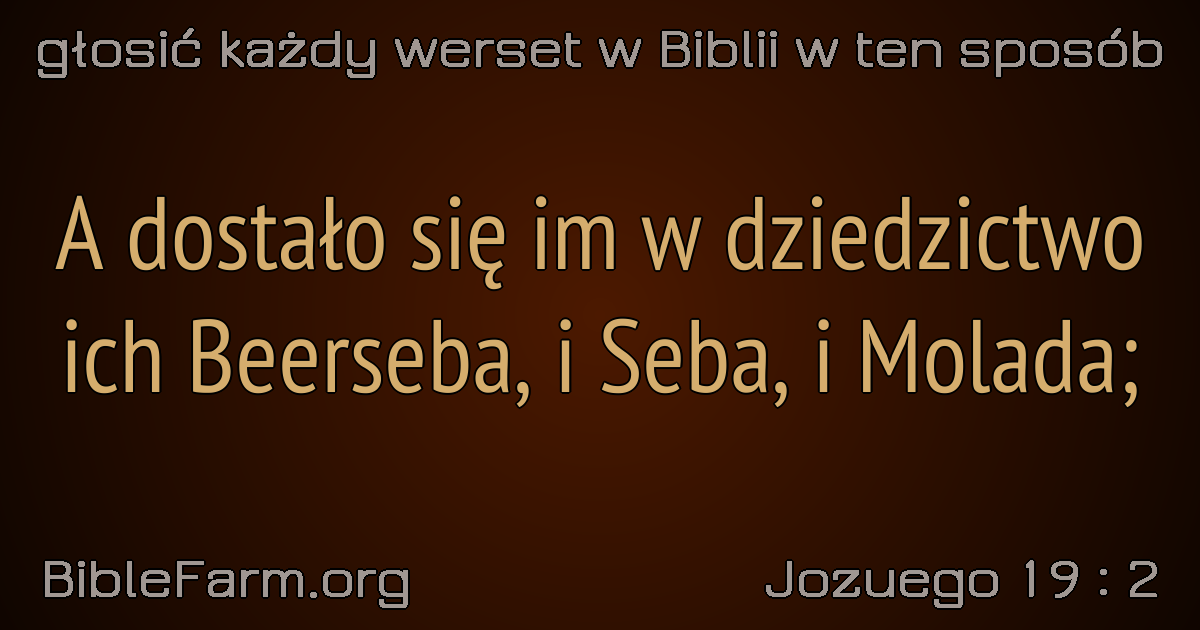 głosić każdy werset w Biblii w ten sposób
A dostało się im w dziedzictwo
ich Beerseba, i Seba, i Molada;
BibleFarm.org
Jozuego 19 : 2